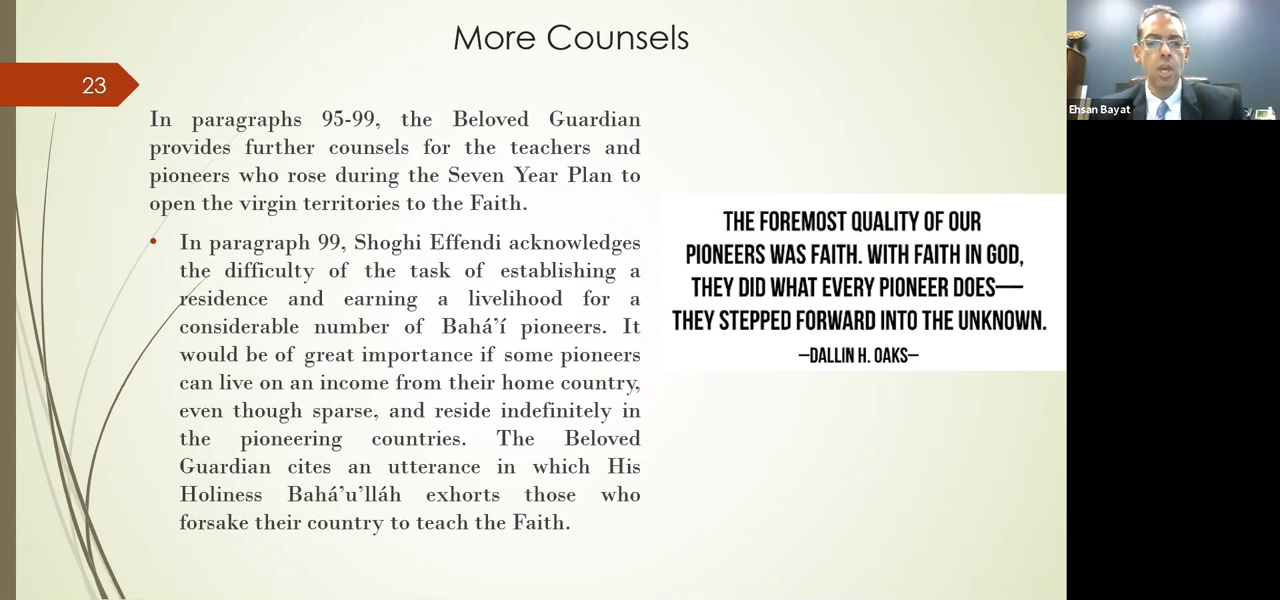 More Counsels
23
In paragraphs 95-99, the Beloved Guardian
provides further counsels for the teachers and
pioneers who rose during the Seven Year Plan to
open the virgin territories to the Faith.
• In paragraph 99, Shoghi Effendi acknowledges
the difficulty of the task of establishing a
residence and earning a livelihood for a
considerable number of Bahá’í pioneers. It
would be of great importance if some pioneers
can live on an income from their home country,
even though sparse, and reside indefinitely in
the pioneering countries. The Beloved
Guardian cites an utterance in which His
Holiness Bahá’u’lláh exhorts those who
forsake their country to teach the Faith.
THE FOREMOST QUALITY OF OUR
PIONEERS WAS FAITH. WITH FAITH IN GOD,
THEY DID WHAT EVERY PIONEER DOES—
THEY STEPPED FORWARD INTO THE UNKNOWN.
—DALLIN H. OAKS—
Ehsan Bayat